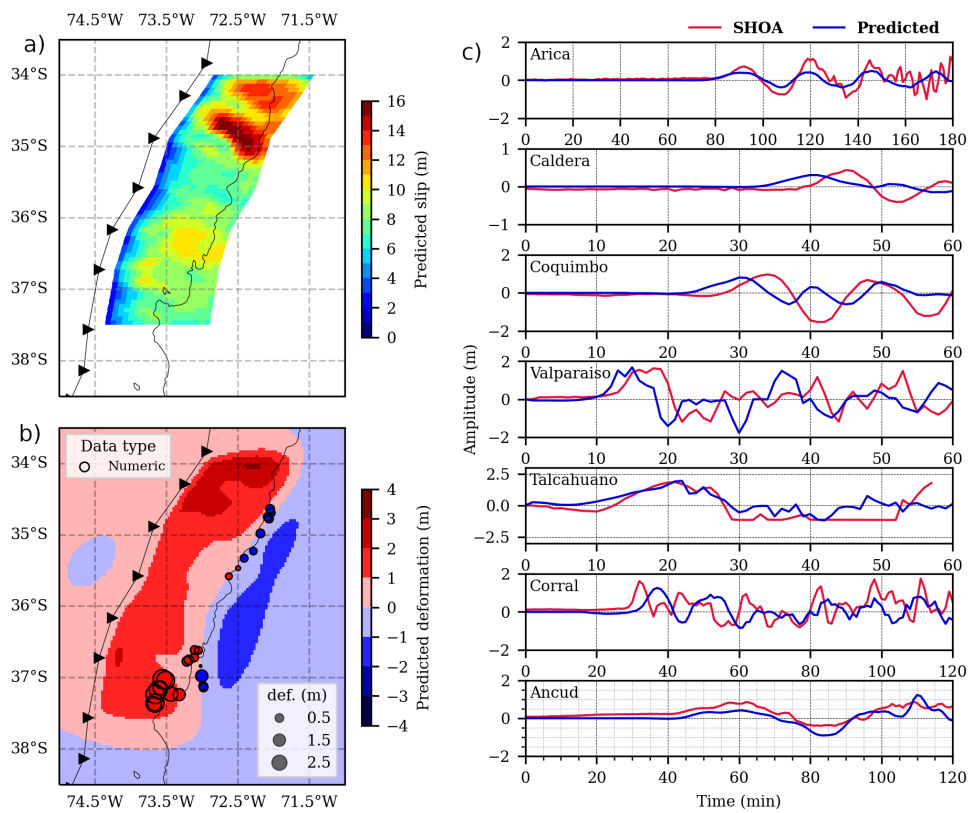 74.5°W 73.5°W 72.5°W 71.5°W
a)
34°S
35°S
36°S
37°S
38°S
16
14
12
10
8
6
4
2
0
Predicted slip (m)
b)
Data type
Numeric
34°S
35°S
36°S
37°S
38°S
def. (m)
0.5
1.5
2.5
74.5°W 73.5°W 72.5°W 71.5°W
4
3
2
1
0
−1
−2
−3
−4
Predicted deformation (m)
c)
SHOA Predicted
Arica
2
0
−2
0 20 40 60 80 100 120 140 160 180
Caldera
1
0
−1
0 10 20 30 40 50 60
Coquimbo
2
0
−2
0 10 20 30 40 50 60
Valparaiso
2
0
−2
0 10 20 30 40 50 60
Talcahuano
2.5
0.0
−2.5
0 10 20 30 40 50 60
Corral
2
0
−2
0 20 40 60 80 100 120
Ancud
2
0
−2
0 20 40 60 80 100 120
Amplitude (m)
Time (min)